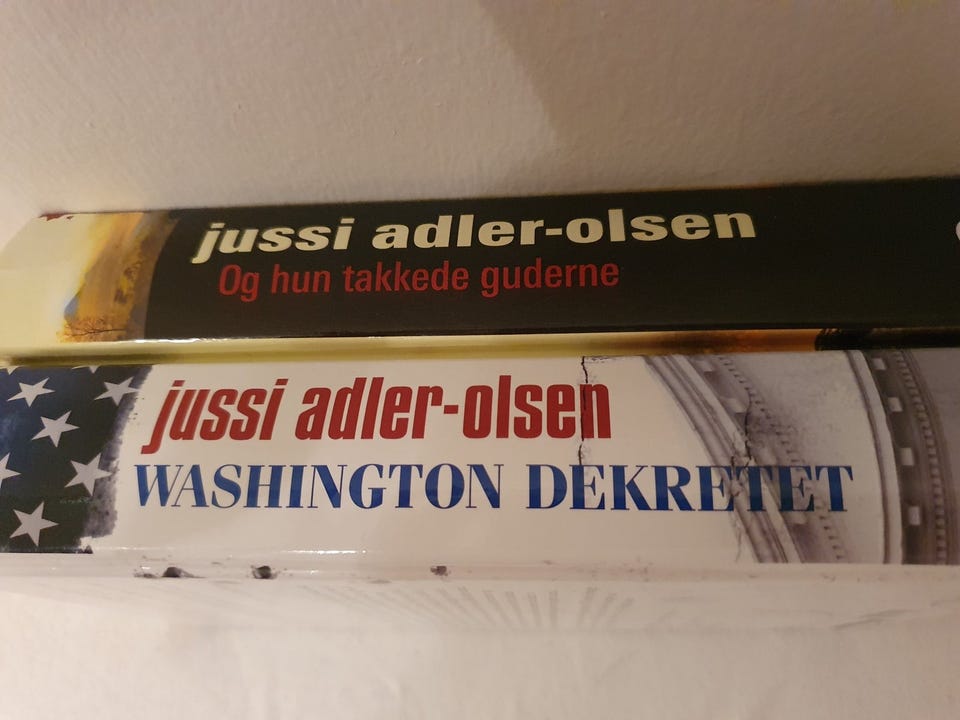 jussi adler-olsen
Og hun takkede guderne
jussi adler-olsen
WASHINGTON DEKRETET